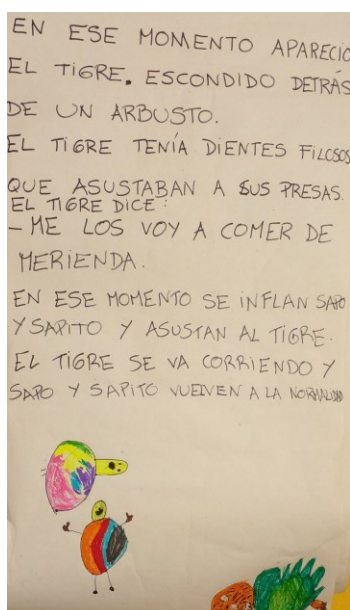 EN ESE MOMENTO APARECIO
EL TIGRE. ESCONDIDO DETRÁS
DE UN ARBUSTO.
EL TIGRE TENÍA DIENTES FILOSOS
QUE ASUSTABAN A SUS PRESAS.
EL TIGRE DICE:
– ME LOS VOY A COMER DE
MERIENDA.
EN ESE MOMENTO SE INFLAN SAPO
Y SAPITO Y ASUSTAN AL TIGRE.
EL TIGRE SE VA CORRIENDO Y
SAPO Y SAPITO VUELVEN A LA NORMALIDAD